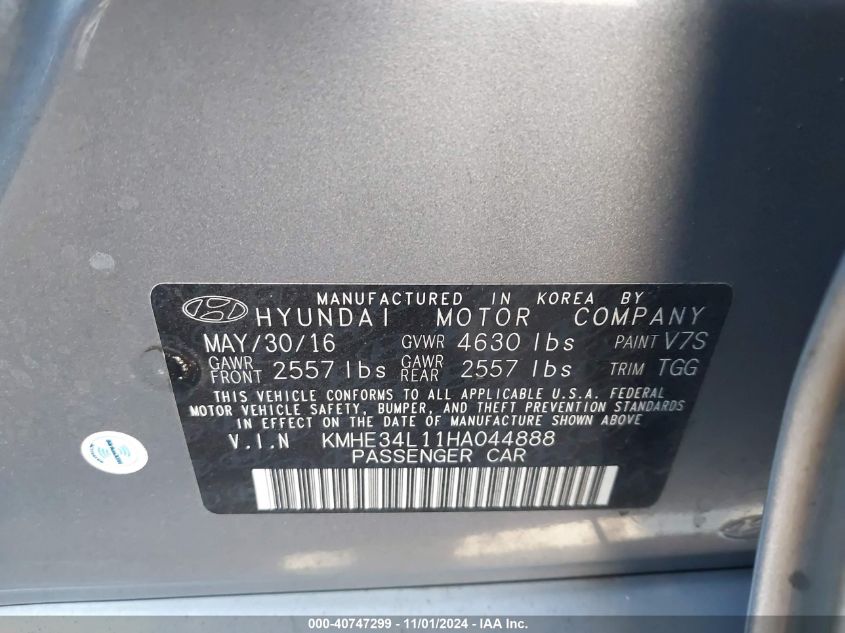 MANUFACTURED IN KOREA BY
HYUNDAI MOTOR COMPANY
MAY/30/16 GVWR 4630 lbs PAINT V7S
GAWR FRONT 2557 lbs GAWR REAR 2557 lbs TRIM TGG
THIS VEHICLE CONFORMS TO ALL APPLICABLE U.S.A. FEDERAL
MOTOR VEHICLE SAFETY, BUMPER, AND THEFT PREVENTION STANDARDS
IN EFFECT ON THE DATE OF MANUFACTURE SHOWN ABOVE
V.I.N KMHE34L11HA044888
PASSENGER CAR
000-40747299 - 11/01/2024 - IAA Inc.